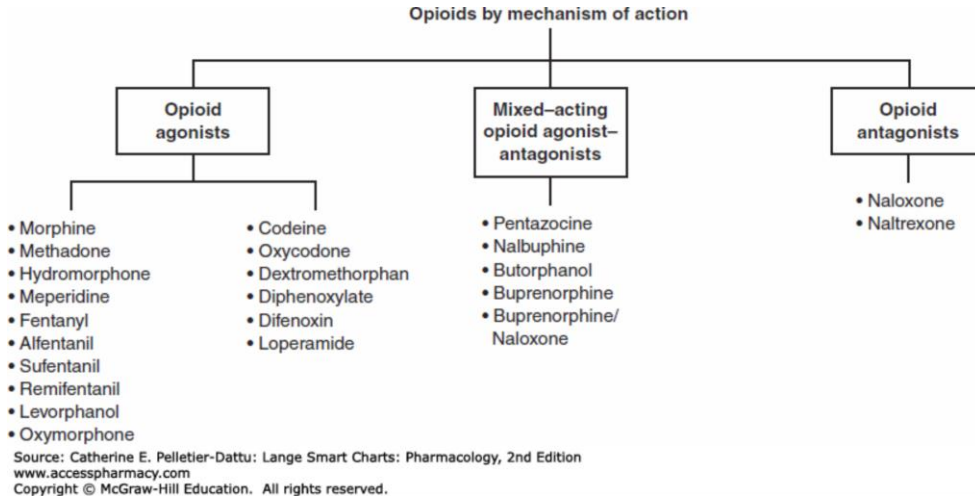 Opioids by mechanism of action
Opioid
agonists
Mixed–acting
opioid agonist–
antagonists
Opioid
antagonists
• Morphine
• Methadone
• Hydromorphone
• Meperidine
• Fentanyl
• Alfentanil
• Sufentanil
• Remifentanil
• Levorphanol
• Oxymorphone
• Codeine
• Oxycodone
• Dextromethorphan
• Diphenoxylate
• Difenoxin
• Loperamide
• Pentazocine
• Nalbuphine
• Butorphanol
• Buprenorphine
• Buprenorphine/
Naloxone
• Naloxone
• Naltrexone
Source: Catherine E. Pelletier-Dattu: Lange Smart Charts: Pharmacology, 2nd Edition
www.accesspharmacy.com
Copyright © McGraw-Hill Education. All rights reserved.